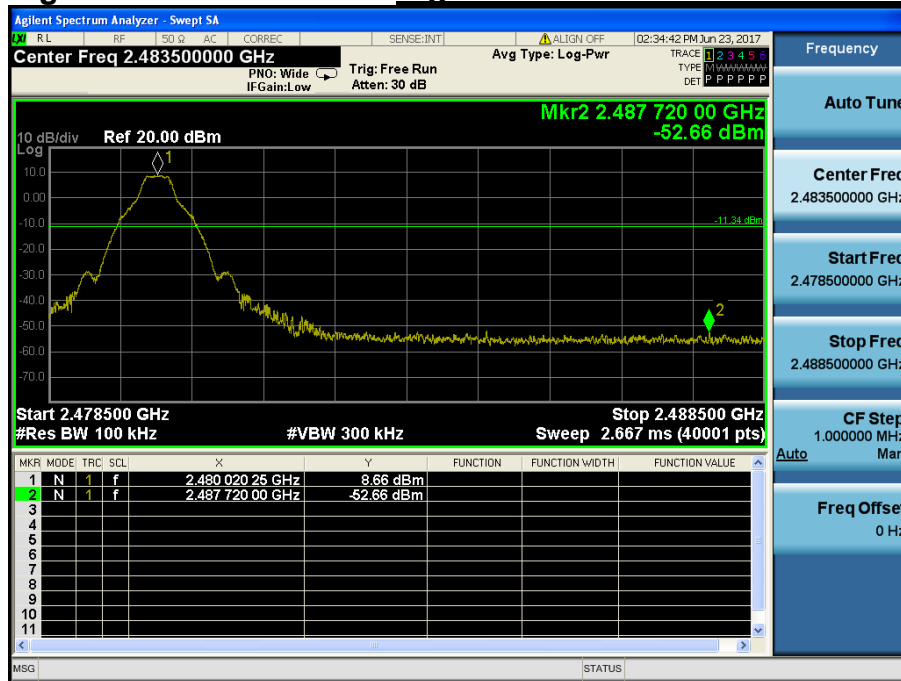 Agilent Spectrum Analyzer - Swept SA
LXI RL RF 50 Ω AC CORREC SENSE:INT ALIGN OFF 02:34:42 PM Jun 23, 2017
Center Freq 2.483500000 GHz
PNO: Wide
IFGain:Low
Trig: Free Run
Atten: 30 dB
Avg Type: Log-Pwr
TRACE 1 2 3 4 5 6
TYPE M W W W W W
DET P P P P P P
Mkr2 2.487 720 00 GHz
-52.66 dBm
10 dB/div Ref 20.00 dBm
Log
1
10.0
0.00
-10.0
-11.34 dBm
-20.0
-30.0
-40.0
2
-50.0
-60.0
-70.0
Start 2.478500 GHz Stop 2.488500 GHz
#Res BW 100 kHz #VBW 300 kHz Sweep 2.667 ms (40001 pts)
MKR MODE TRC SCL X Y FUNCTION FUNCTION WIDTH FUNCTION VALUE
1 N 1 f 2.480 020 25 GHz 8.66 dBm
2 N 1 f 2.487 720 00 GHz -52.66 dBm
3
4
5
6
7
8
9
10
11
MSG STATUS
Frequency
Auto Tune
Center Freq
2.483500000 GHz
Start Freq
2.478500000 GHz
Stop Freq
2.488500000 GHz
CF Step
1.000000 MHz
Auto Man
Freq Offset
0 Hz